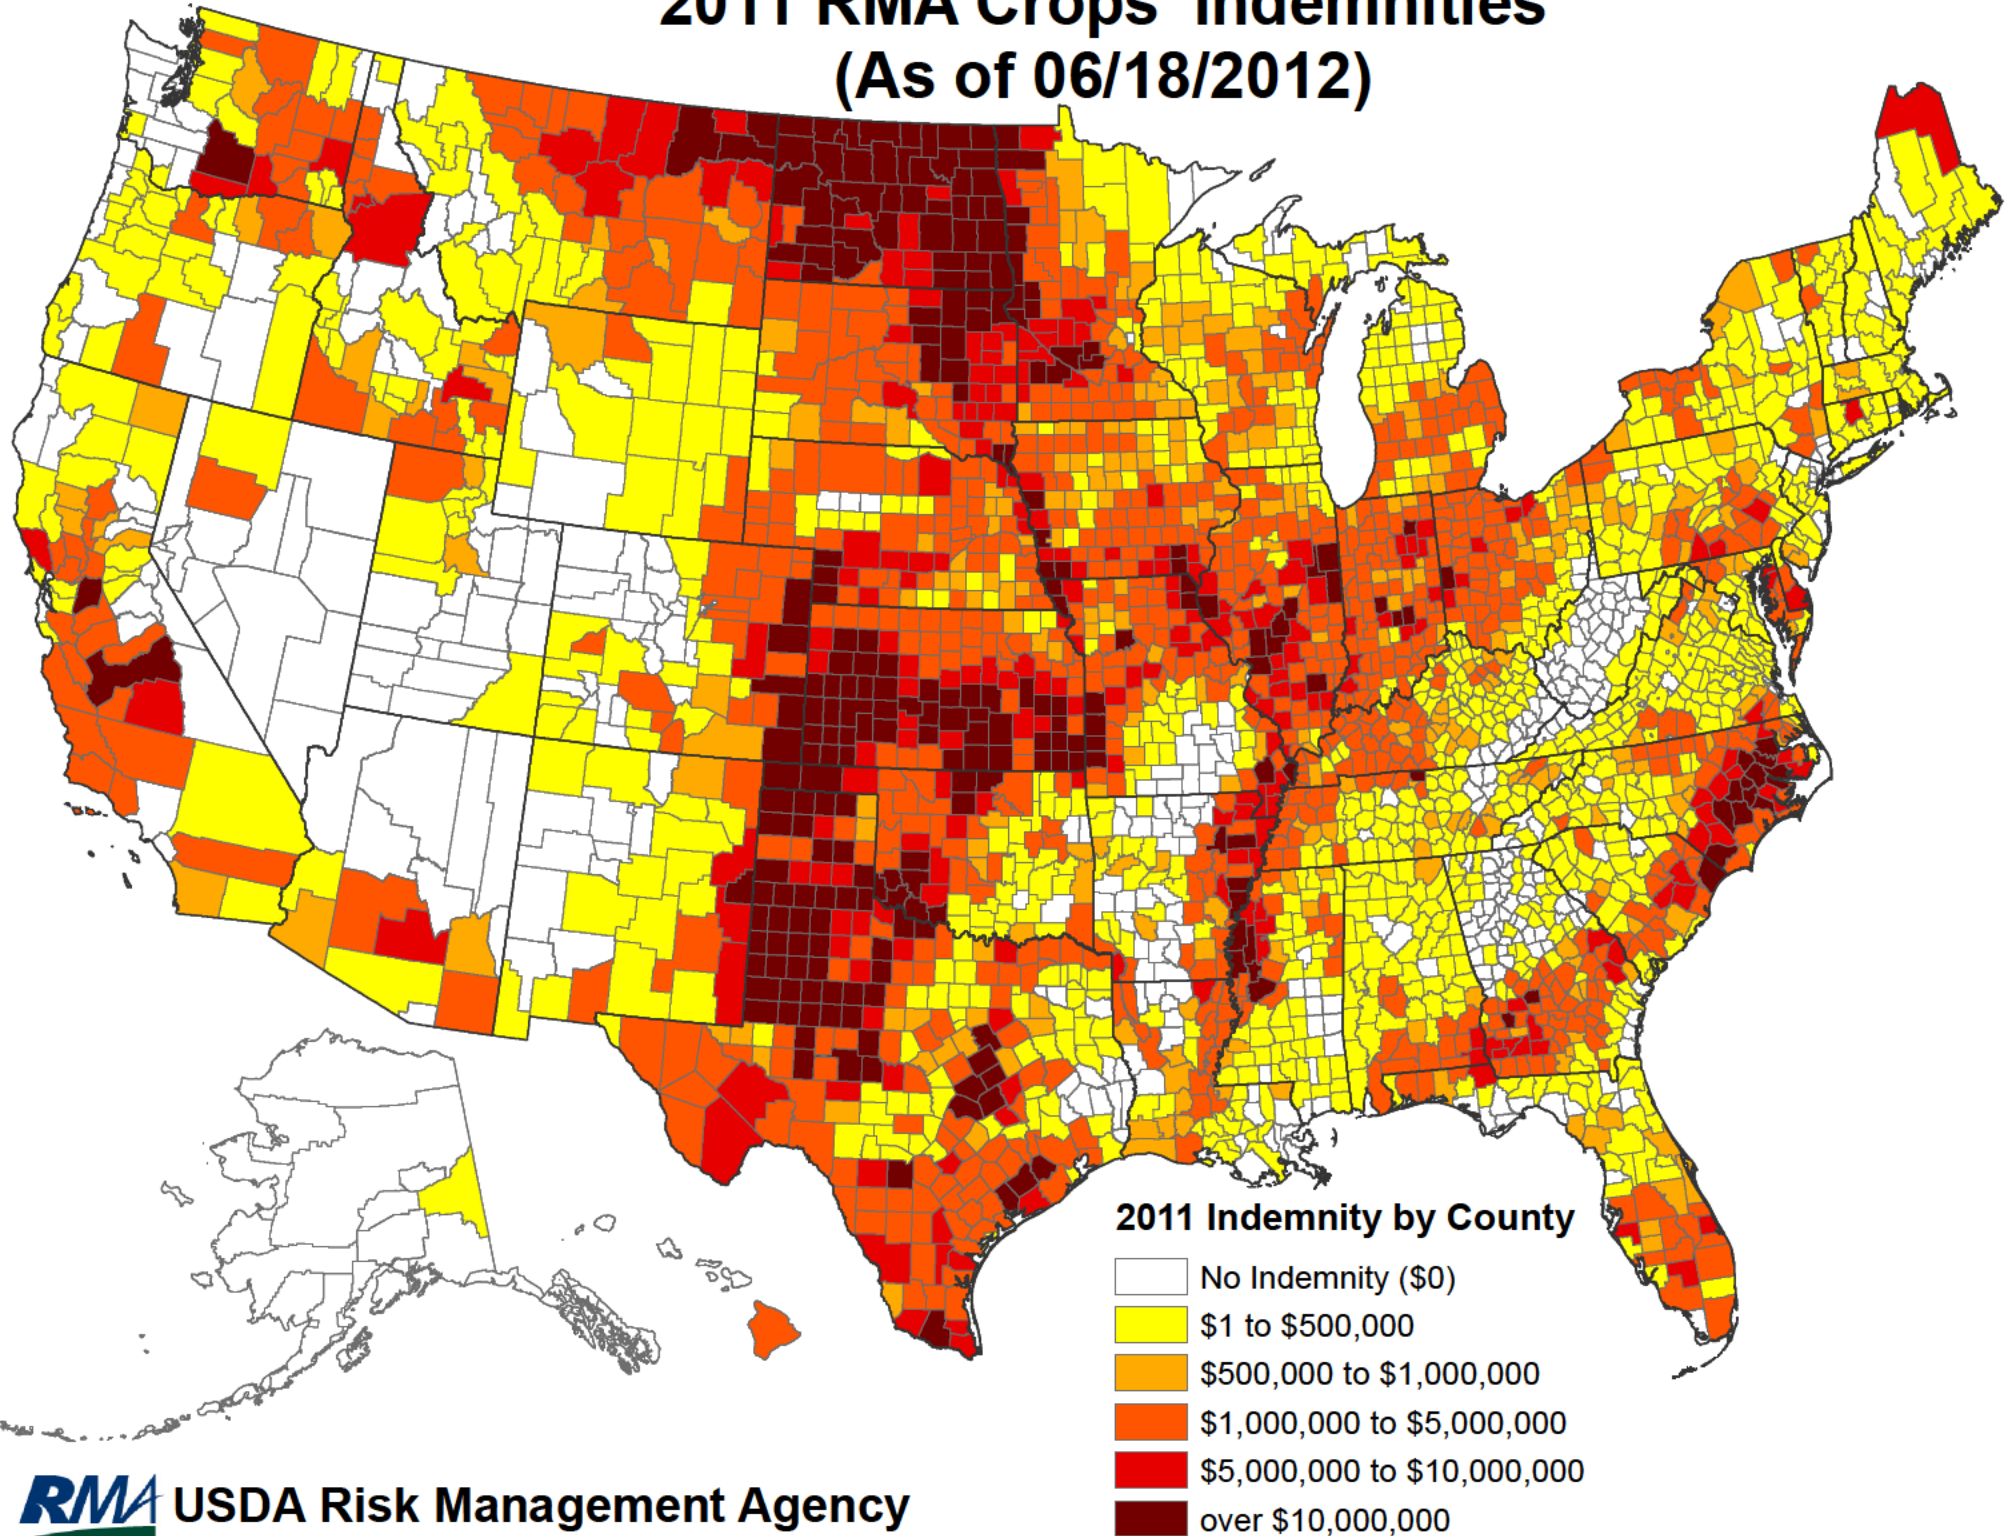 2011 RMA Crops' Indemnities
(As of 06/18/2012)
2011 Indemnity by County
No Indemnity ($0)
$1 to $500,000
$500,000 to $1,000,000
$1,000,000 to $5,000,000
$5,000,000 to $10,000,000
over $10,000,000
RMA USDA Risk Management Agency